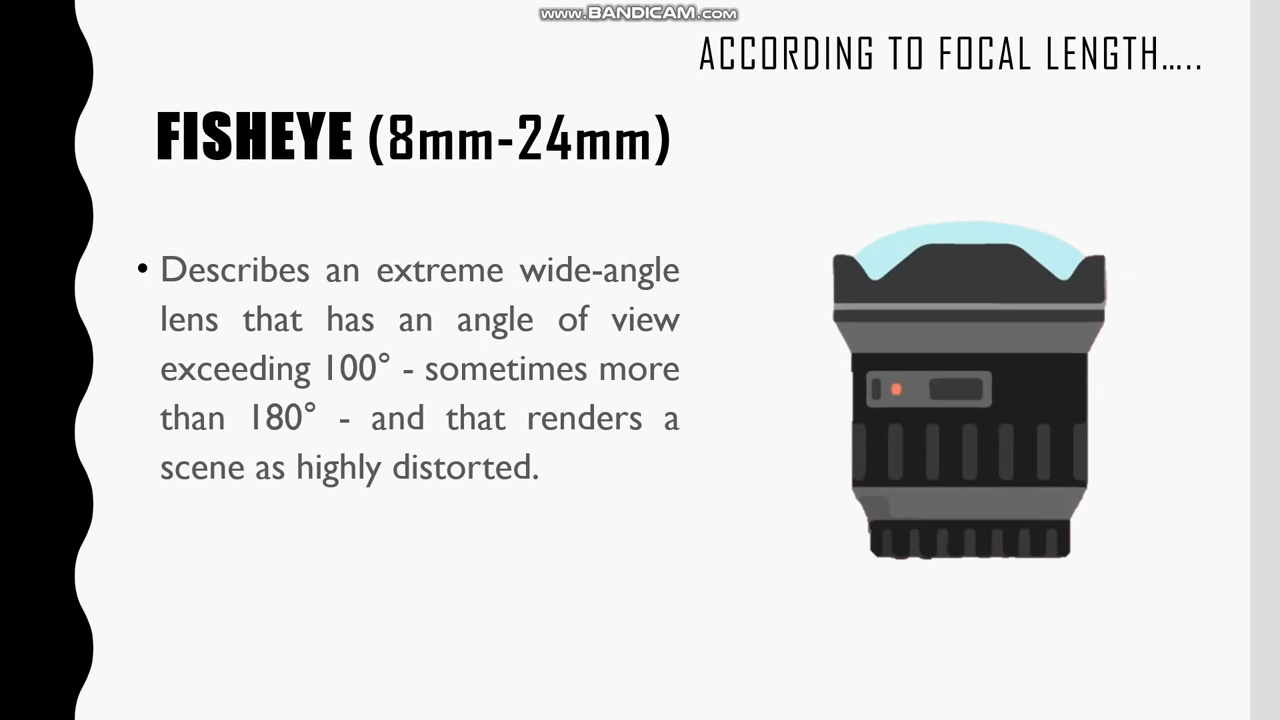 www.BANDICAM.com
ACCORDING TO FOCAL LENGTH…..
FISHEYE (8mm-24mm)
• Describes an extreme wide-angle
lens that has an angle of view
exceeding 100° - sometimes more
than 180° - and that renders a
scene as highly distorted.